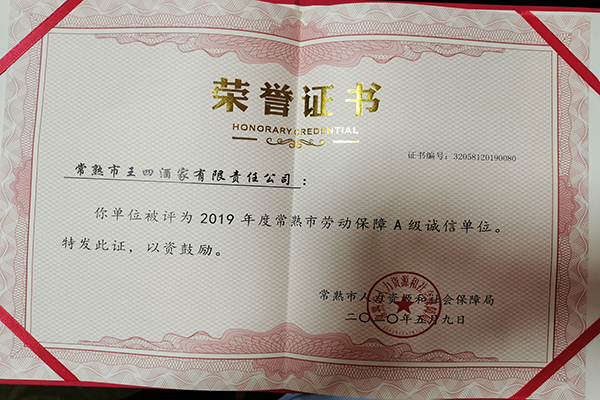 荣誉证书
HONORARY CREDENTIAL
证书编号：32058120190080
常熟市王四酒家有限责任公司：
你单位被评为2019年度常熟市劳动保障A级诚信单位。
特发此证，以资鼓励。
常熟市人力资源和社会保障局
二〇二〇年五月九日